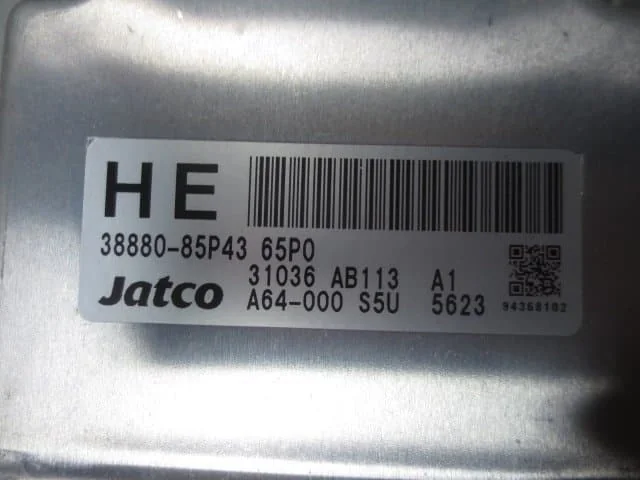 HE
38880-85P43 65P0
31036 AB113 A1
Jatco A64-000 S5U 5623
94368102